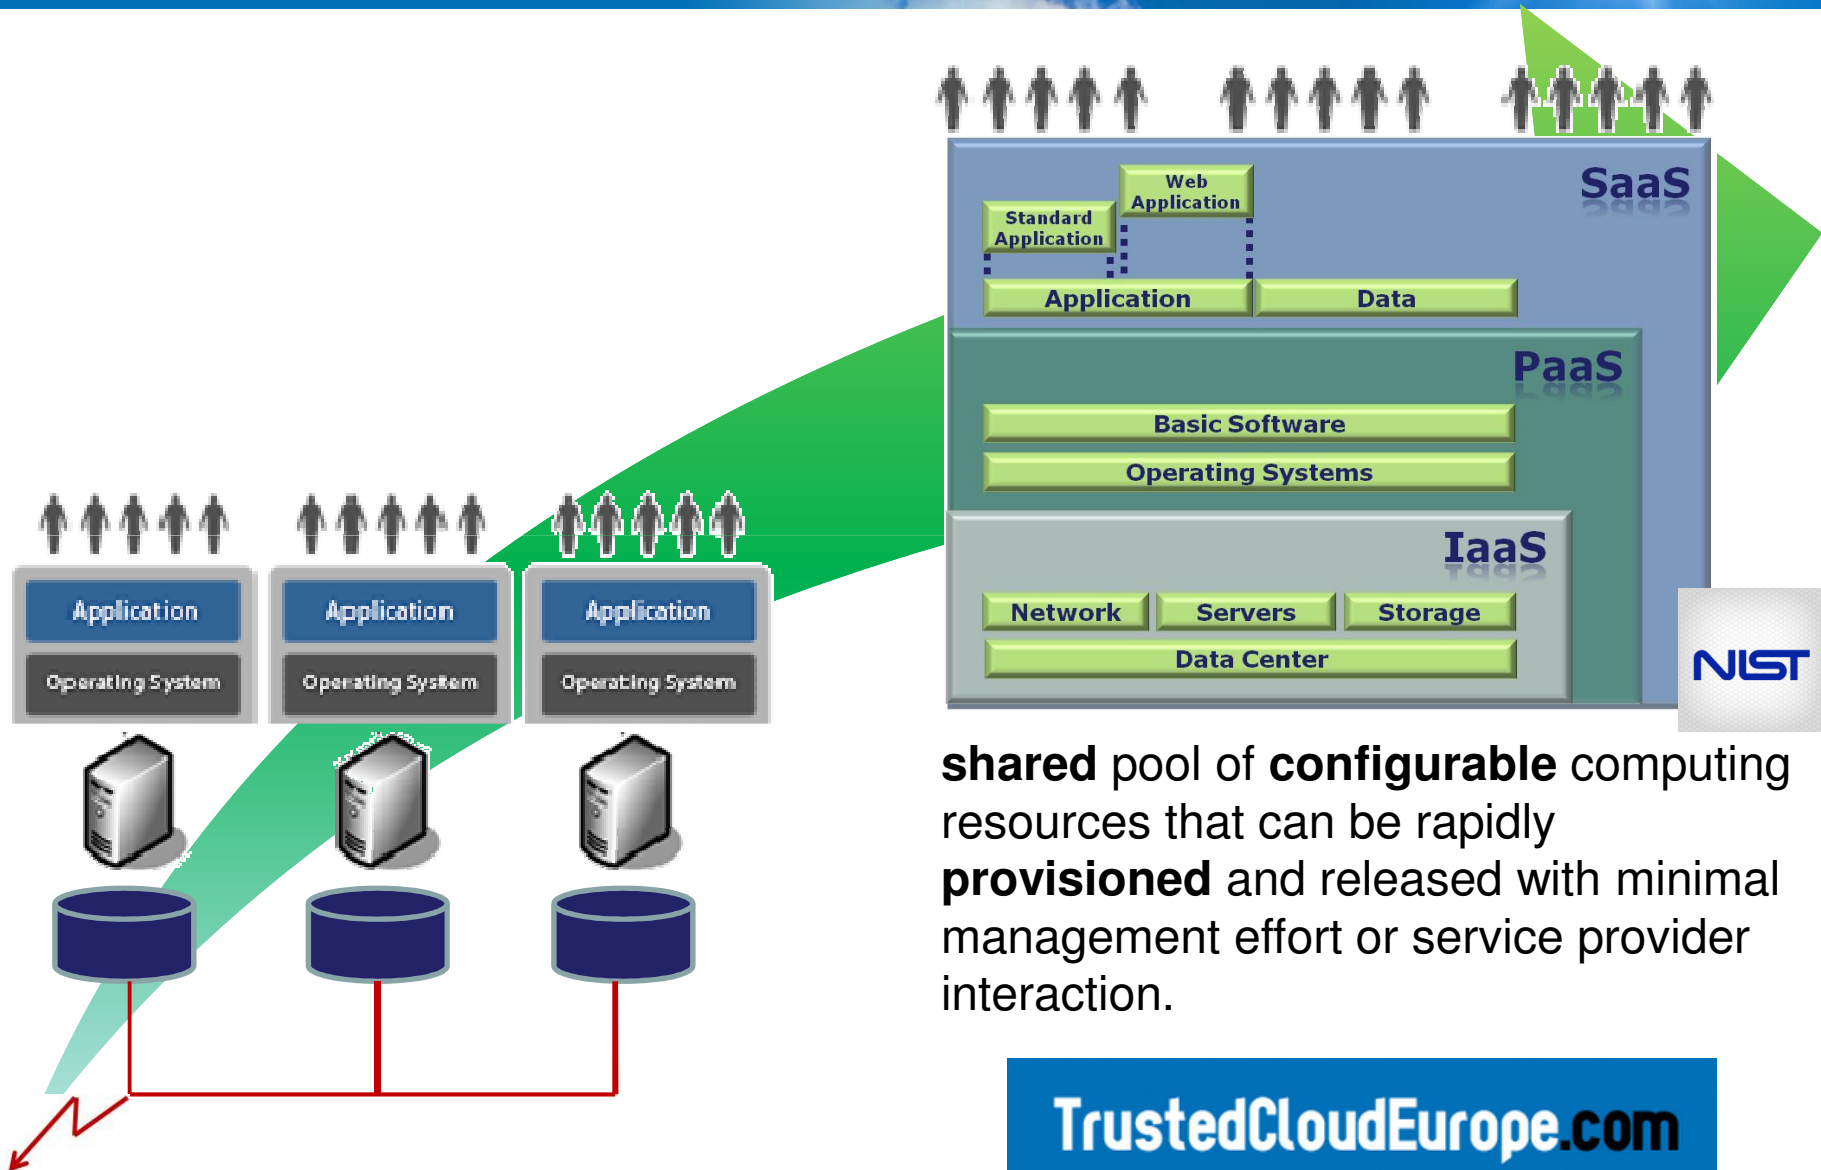 SaaS
Web
Application
Standard
Application
Application
Data
PaaS
Basic Software
Operating Systems
IaaS
Network
Servers
Storage
Data Center
NIST
Application
Application
Application
Operating System
Operating System
Operating System
shared pool of configurable computing
resources that can be rapidly
provisioned and released with minimal
management effort or service provider
interaction.
TrustedCloudEurope.com